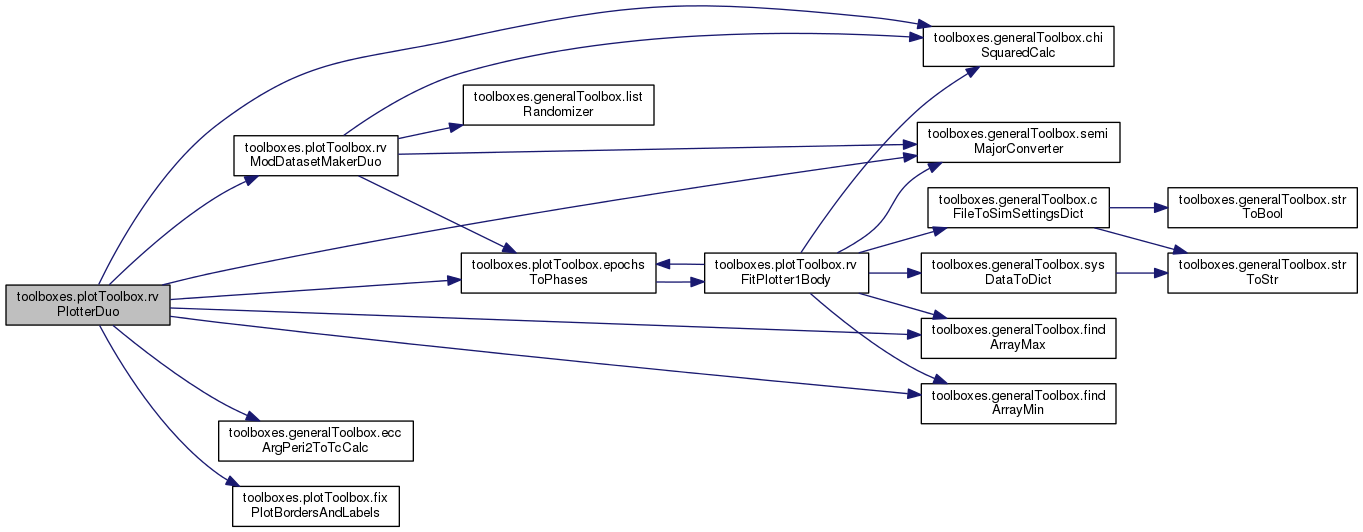 toolboxes.plotToolbox.rv
PlotterDuo
toolboxes.plotToolbox.rv
ModDatasetMakerDuo
toolboxes.generalToolbox.ecc
ArgPeri2ToTcCalc
toolboxes.plotToolbox.fix
PlotBordersAndLabels
toolboxes.generalToolbox.list
Randomizer
toolboxes.plotToolbox.epochs
ToPhases
toolboxes.plotToolbox.rv
FitPlotter1Body
toolboxes.generalToolbox.chi
SquaredCalc
toolboxes.generalToolbox.semi
MajorConverter
toolboxes.generalToolbox.c
FileToSimSettingsDict
toolboxes.generalToolbox.sys
DataToDict
toolboxes.generalToolbox.find
ArrayMax
toolboxes.generalToolbox.find
ArrayMin
toolboxes.generalToolbox.str
ToBool
toolboxes.generalToolbox.str
ToStr